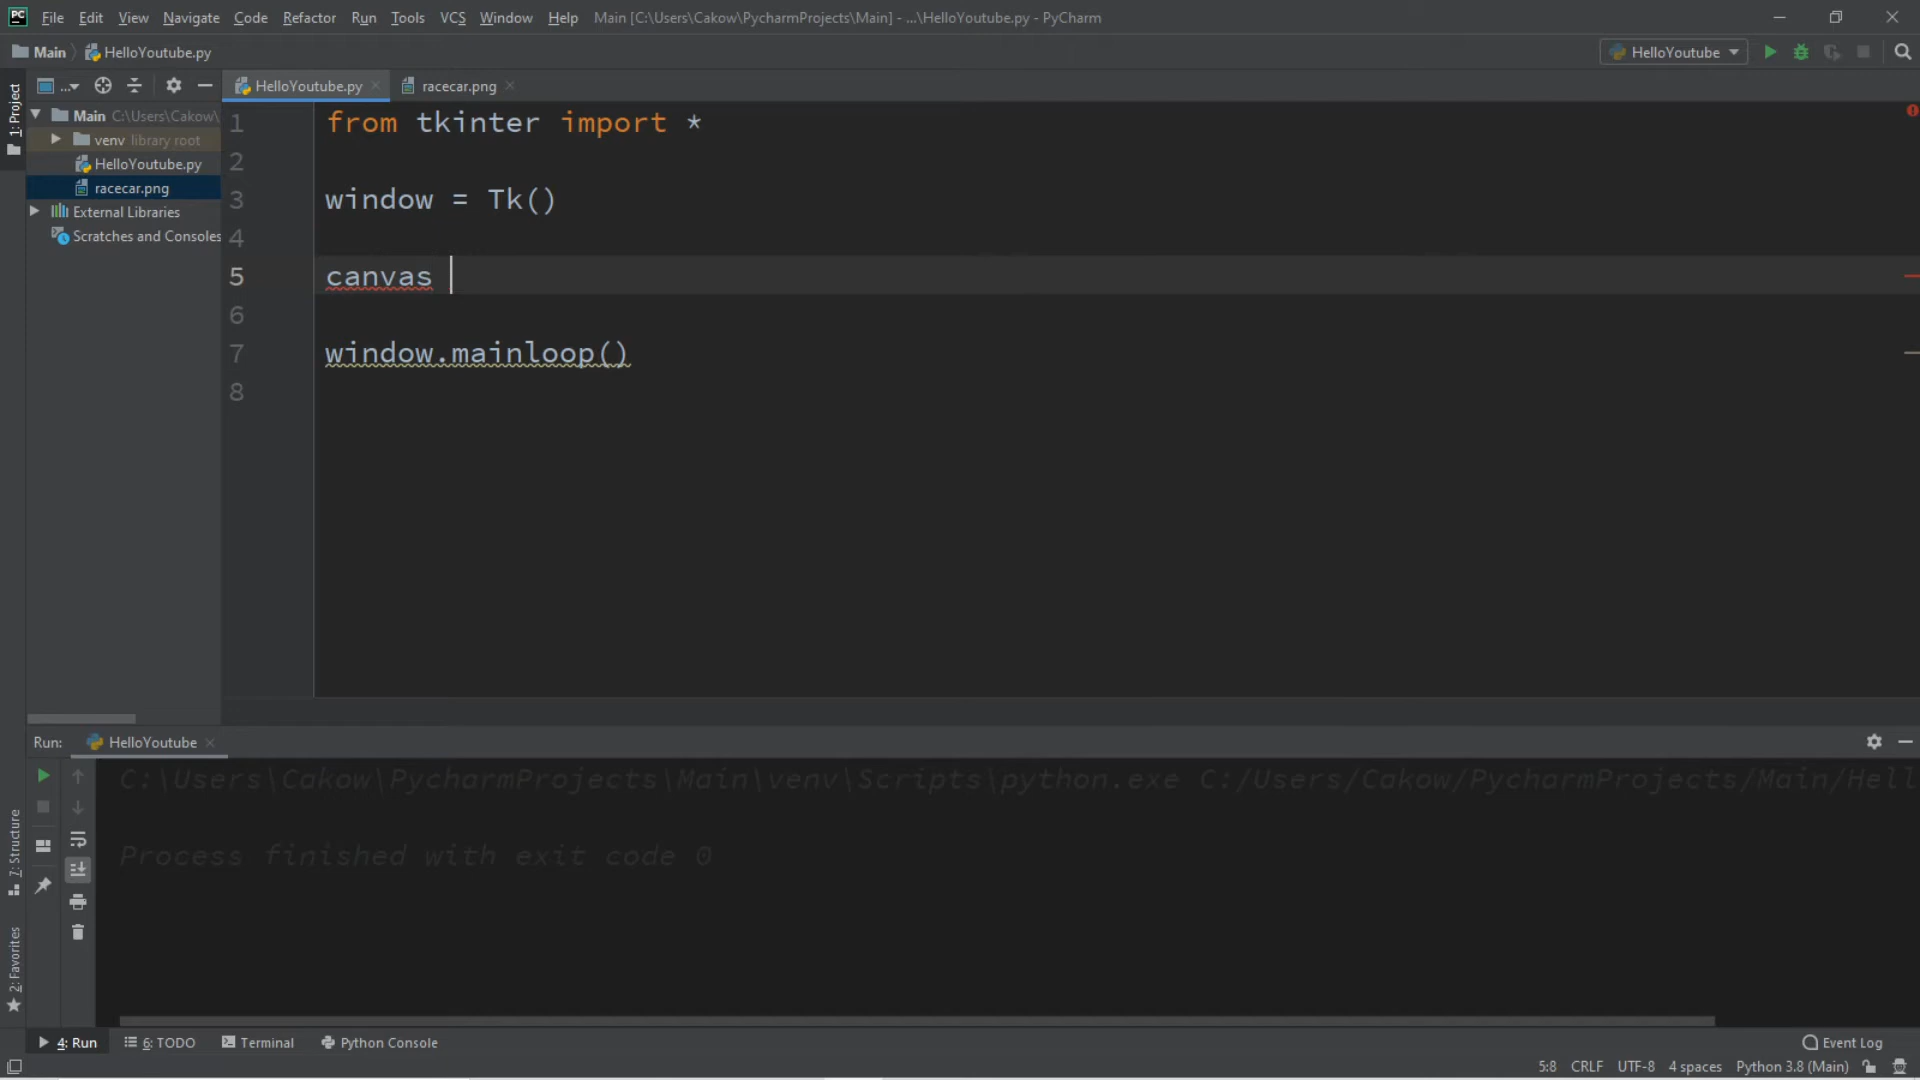 PC File Edit View Navigate Code Refactor Run Tools VCS Window Help Main [C:\Users\Cakow\PycharmProjects\Main] - ...\HelloYoutube.py - PyCharm
Main HelloYoutube.py HelloYoutube
... HelloYoutube.py racecar.png
1: Project
Main C:\Users\Cakow\
venv library root
HelloYoutube.py
racecar.png
External Libraries
Scratches and Consoles
1 from tkinter import *
2
3 window = Tk()
4
5 canvas
6
7 window.mainloop()
8
Run: HelloYoutube
C:\Users\Cakow\PycharmProjects\Main\venv\Scripts\python.exe C:/Users/Cakow/PycharmProjects/Main/Hell
Process finished with exit code 0
7: Structure
2: Favorites
4: Run 6: TODO Terminal Python Console Event Log
5:8 CRLF UTF-8 4 spaces Python 3.8 (Main)